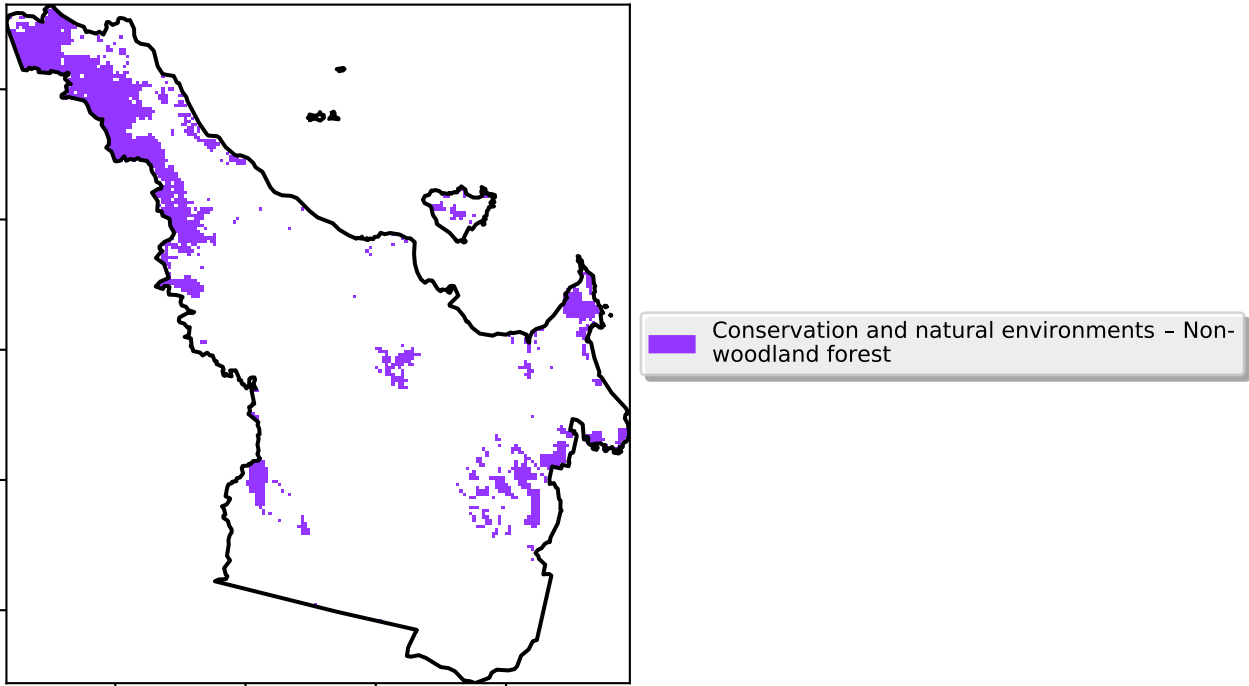 Conservation and natural environments – Non-
woodland forest